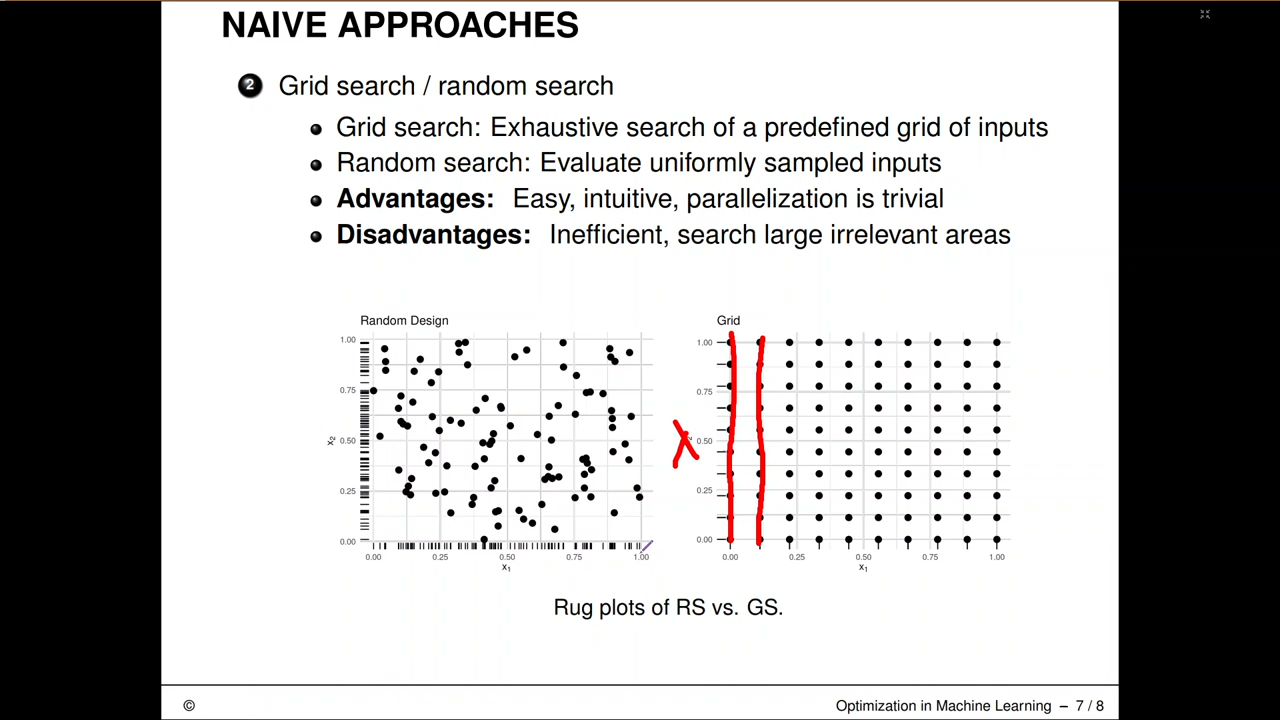 NAIVE APPROACHES
2 Grid search / random search
Grid search: Exhaustive search of a predefined grid of inputs
Random search: Evaluate uniformly sampled inputs
Advantages: Easy, intuitive, parallelization is trivial
Disadvantages: Inefficient, search large irrelevant areas
Random Design
1.00
0.75
0.50
0.25
0.00
x2
0.00 0.25 0.50 0.75 1.00
x1
Grid
1.00
0.75
0.50
0.25
0.00
λ
0.00 0.25 0.50 0.75 1.00
x1
Rug plots of RS vs. GS.
© Optimization in Machine Learning – 7 / 8